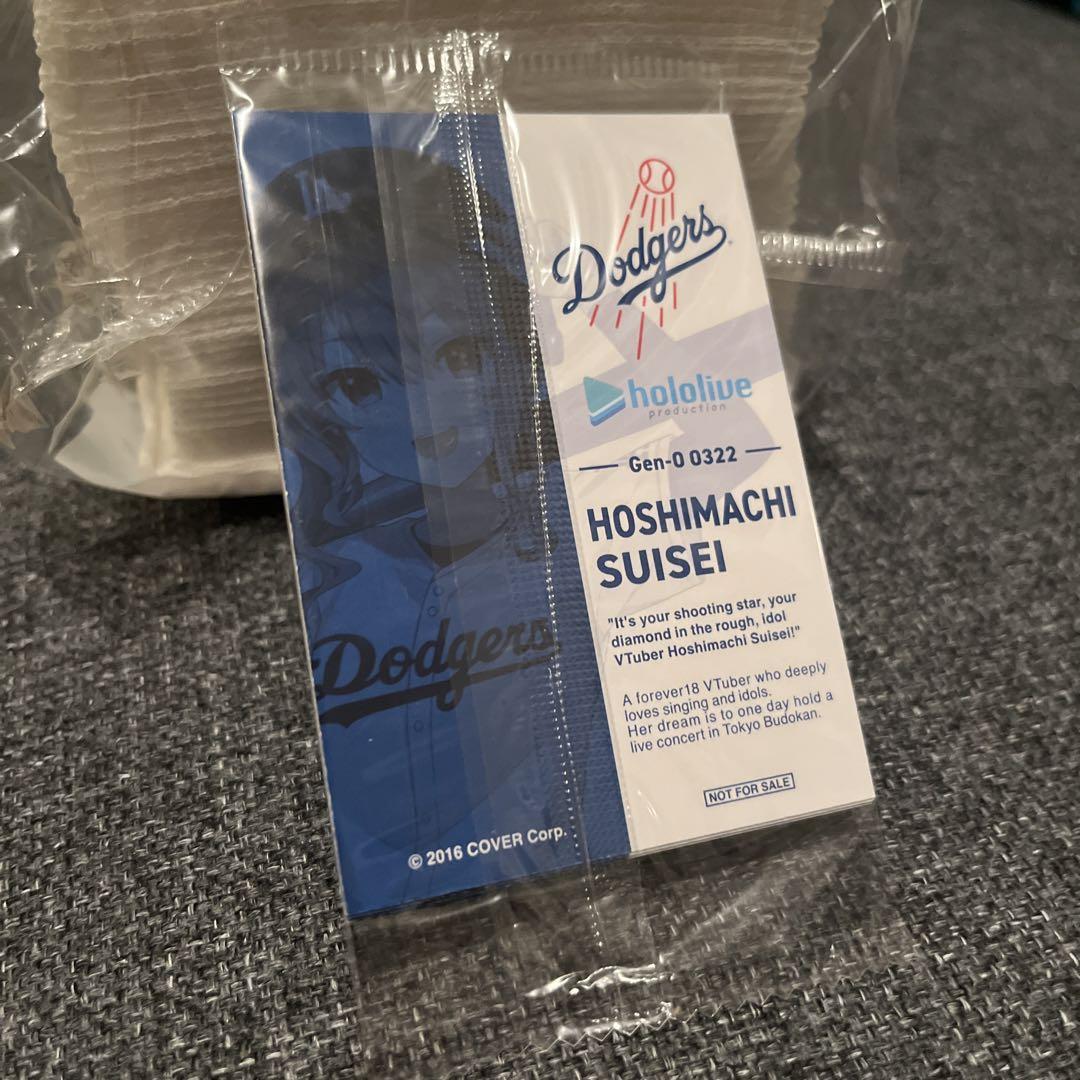 Dodgers
hololive
production
Gen-0 0322
HOSHIMACHI
SUISEI
"It's your shooting star, your
diamond in the rough, idol
VTuber Hoshimachi Suisei!"
A forever18 VTuber who deeply
loves singing and idols.
Her dream is to one day hold a
live concert in Tokyo Budokan.
NOT FOR SALE
LA
Dodgers
© 2016 COVER Corp.